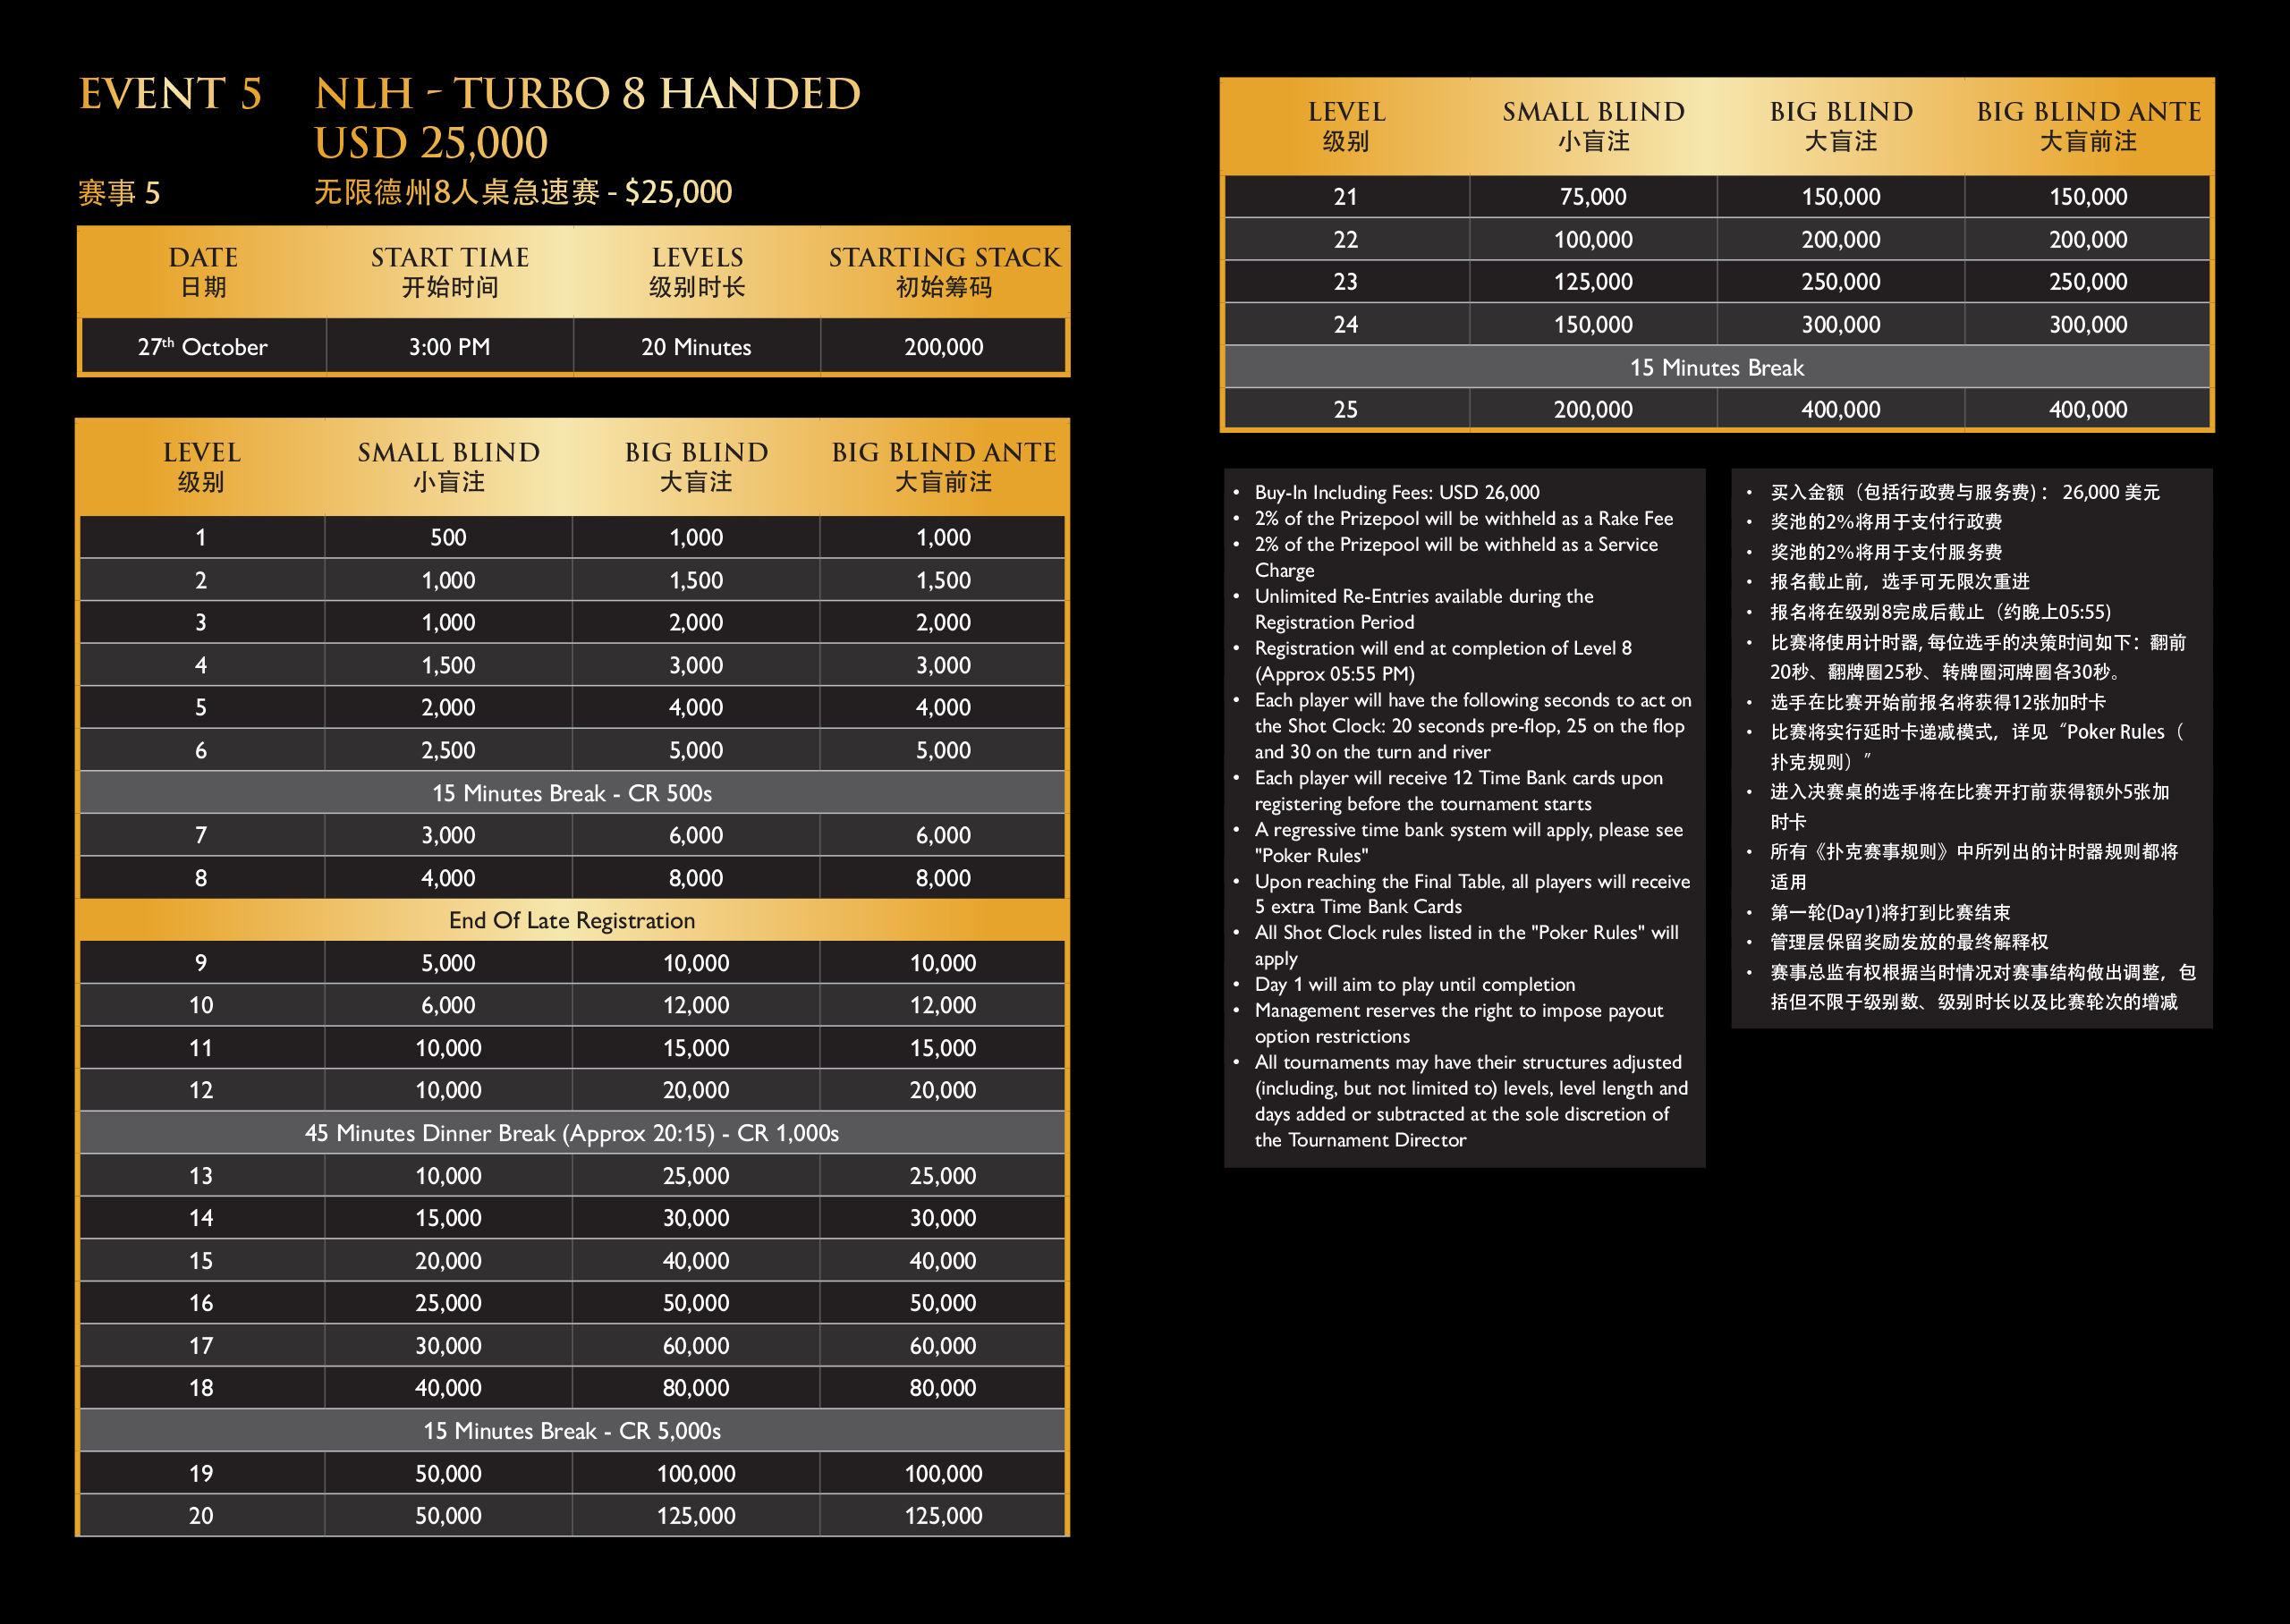 EVENT 5 NLH - TURBO 8 HANDED
USD 25,000
赛事 5 无限德州8人桌急速赛 - $25,000
DATE START TIME LEVELS STARTING STACK
日期 开始时间 级别时长 初始筹码
27th October 3:00 PM 20 Minutes 200,000
LEVEL SMALL BLIND BIG BLIND BIG BLIND ANTE
级别 小盲注 大盲注 大盲前注
1 500 1,000 1,000
2 1,000 1,500 1,500
3 1,000 2,000 2,000
4 1,500 3,000 3,000
5 2,000 4,000 4,000
6 2,500 5,000 5,000
15 Minutes Break - CR 500s
7 3,000 6,000 6,000
8 4,000 8,000 8,000
End Of Late Registration
9 5,000 10,000 10,000
10 6,000 12,000 12,000
11 10,000 15,000 15,000
12 10,000 20,000 20,000
45 Minutes Dinner Break (Approx 20:15) - CR 1,000s
13 10,000 25,000 25,000
14 15,000 30,000 30,000
15 20,000 40,000 40,000
16 25,000 50,000 50,000
17 30,000 60,000 60,000
18 40,000 80,000 80,000
15 Minutes Break - CR 5,000s
19 50,000 100,000 100,000
20 50,000 125,000 125,000
LEVEL SMALL BLIND BIG BLIND BIG BLIND ANTE
级别 小盲注 大盲注 大盲前注
21 75,000 150,000 150,000
22 100,000 200,000 200,000
23 125,000 250,000 250,000
24 150,000 300,000 300,000
15 Minutes Break
25 200,000 400,000 400,000
• Buy-In Including Fees: USD 26,000
• 2% of the Prizepool will be withheld as a Rake Fee
• 2% of the Prizepool will be withheld as a Service
Charge
• Unlimited Re-Entries available during the
Registration Period
• Registration will end at completion of Level 8
(Approx 05:55 PM)
• Each player will have the following seconds to act on
the Shot Clock: 20 seconds pre-flop, 25 on the flop
and 30 on the turn and river
• Each player will receive 12 Time Bank cards upon
registering before the tournament starts
• A regressive time bank system will apply, please see
"Poker Rules"
• Upon reaching the Final Table, all players will receive
5 extra Time Bank Cards
• All Shot Clock rules listed in the "Poker Rules" will
apply
• Day 1 will aim to play until completion
• Management reserves the right to impose payout
option restrictions
• All tournaments may have their structures adjusted
(including, but not limited to) levels, level length and
days added or subtracted at the sole discretion of
the Tournament Director
• 买入金额（包括行政费与服务费)： 26,000 美元
• 奖池的2%将用于支付行政费
• 奖池的2%将用于支付服务费
• 报名截止前，选手可无限次重进
• 报名将在级别8完成后截止（约晚上05:55)
• 比赛将使用计时器, 每位选手的决策时间如下：翻前
20秒、翻牌圈25秒、转牌圈河牌圈各30秒。
• 选手在比赛开始前报名将获得12张加时卡
• 比赛将实行延时卡递减模式，详见“Poker Rules（
扑克规则）”
• 进入决赛桌的选手将在比赛开打前获得额外5张加
时卡
• 所有《扑克赛事规则》中所列出的计时器规则都将
适用
• 第一轮(Day1)将打到比赛结束
• 管理层保留奖励发放的最终解释权
• 赛事总监有权根据当时情况对赛事结构做出调整，包
括但不限于级别数、级别时长以及比赛轮次的增减